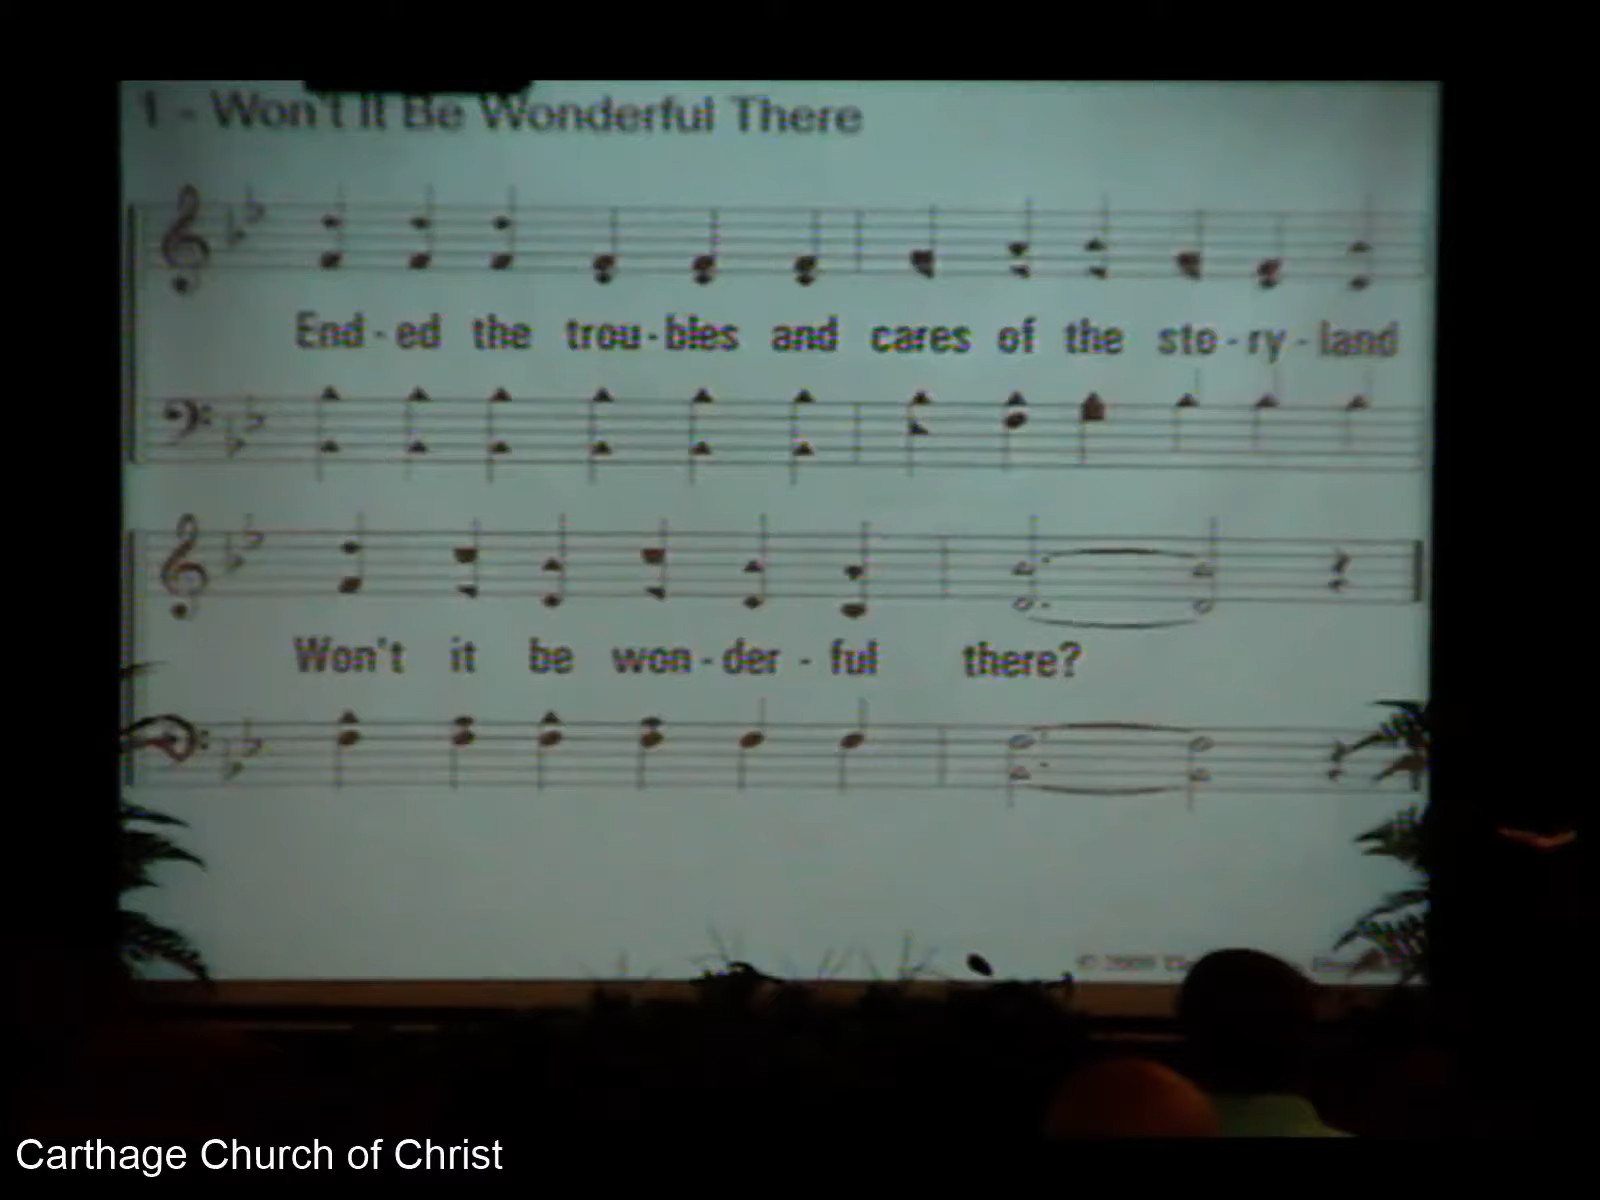 1 - Won't It Be Wonderful There
End - ed the trou - bles and cares of the sto - ry - land
Won't it be won - der - ful there?
© 2009
Carthage Church of Christ